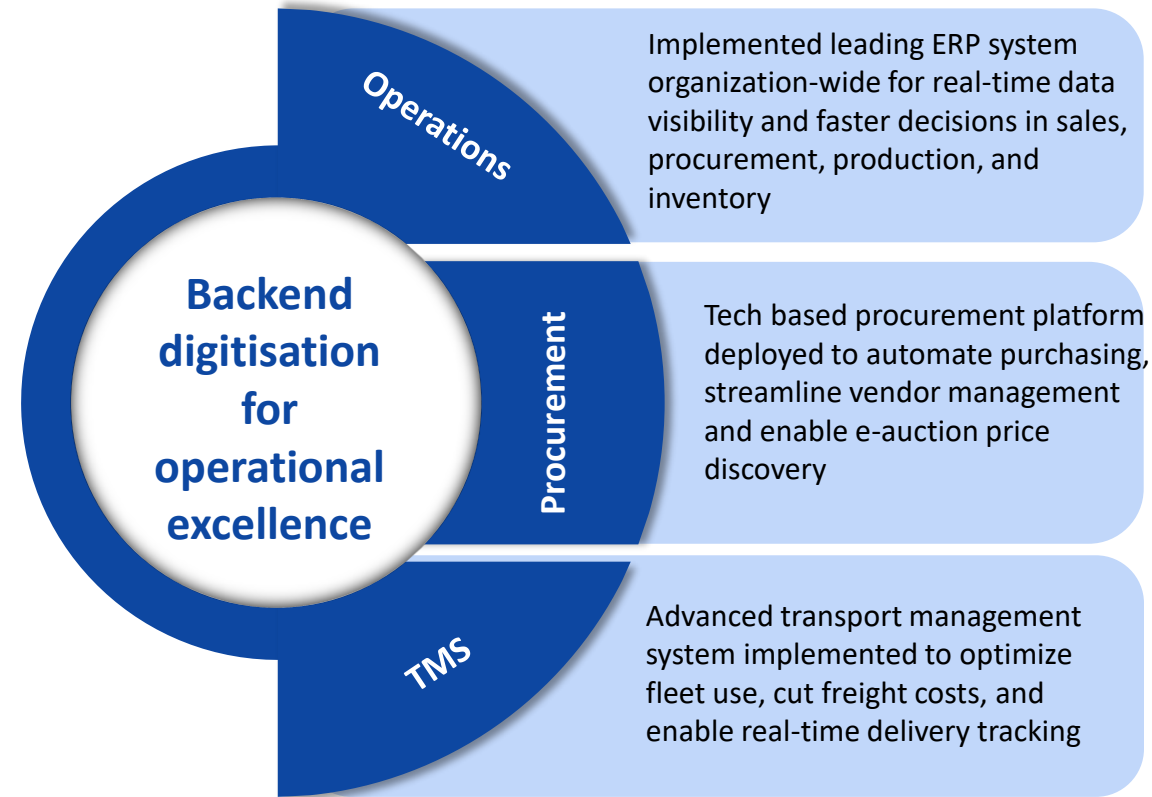 Backend
digitisation
for
operational
excellence
Operations
Implemented leading ERP system
organization-wide for real-time data
visibility and faster decisions in sales,
procurement, production, and
inventory
Procurement
Tech based procurement platform
deployed to automate purchasing,
streamline vendor management
and enable e-auction price
discovery
TMS
Advanced transport management
system implemented to optimize
fleet use, cut freight costs, and
enable real-time delivery tracking